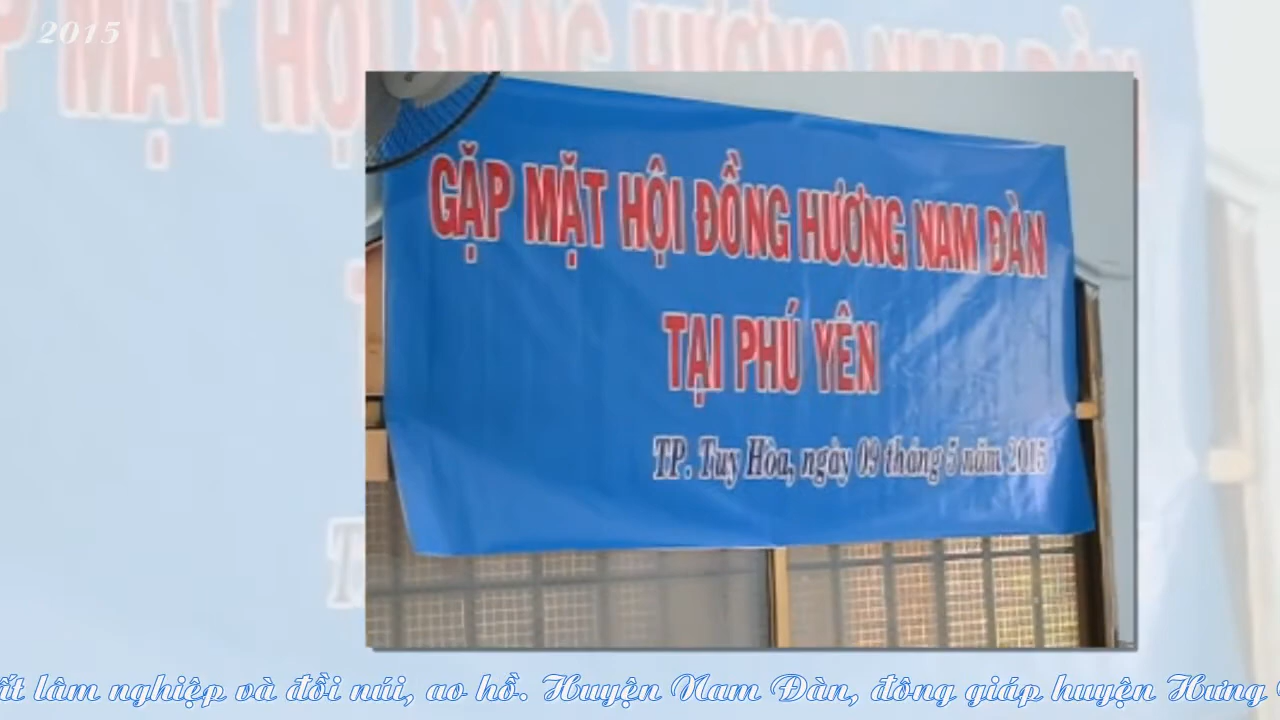 2015
GẶP MẶT HỘI ĐỒNG HƯƠNG NAM ĐÀN
TẠI PHÚ YÊN
TP. Tuy Hòa, ngày 09 tháng 5 năm 2015
lâm nghiệp và đồi núi, ao hồ. Huyện Nam Đàn, đông giáp huyện Hưng